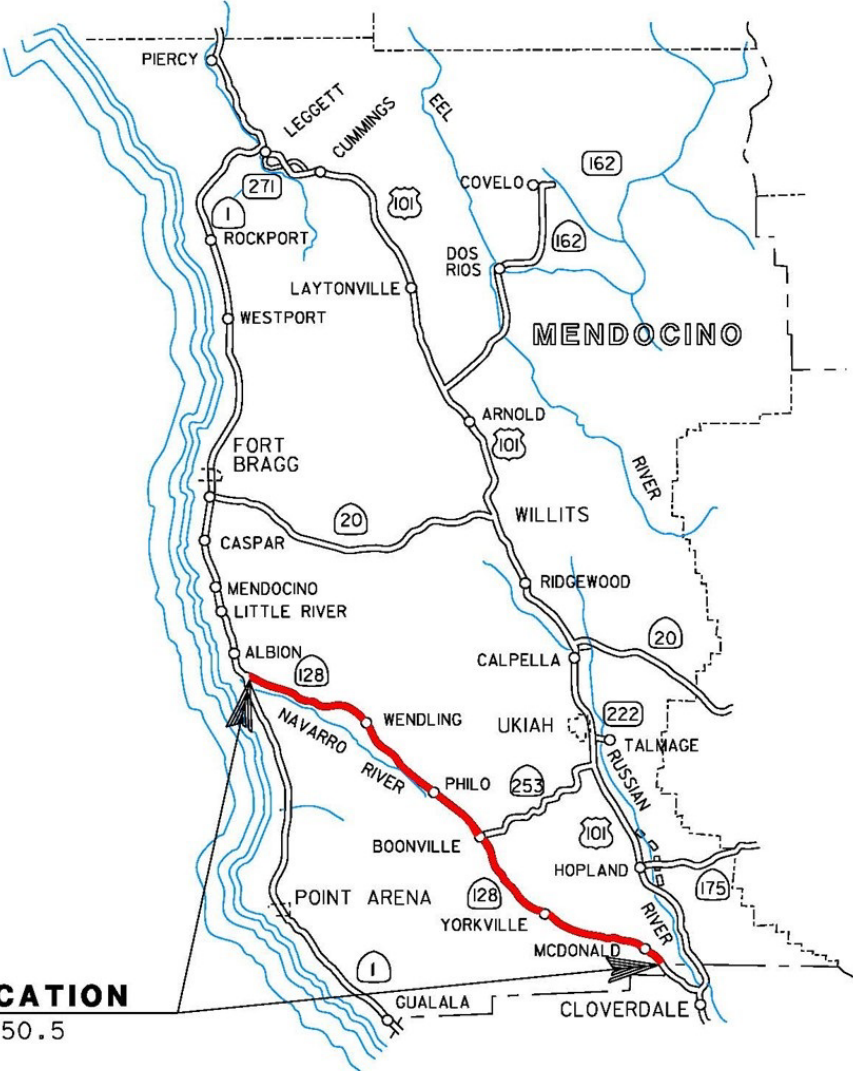 PIERCY
LEGGETT
CUMMINGS
EEL
271
1
101
COVELO
162
162
ROCKPORT
DOS
RIOS
LAYTONVILLE
WESTPORT
MENDOCINO
ARNOLD
101
FORT
BRAGG
RIVER
20
WILLITS
CASPAR
RIDGEWOOD
MENDOCINO
LITTLE RIVER
20
ALBION
CALPELLA
128
222
NAVARRO
RIVER
WENDLING
UKIAH
TALMAGE
RUSSIAN
RIVER
PHILO
253
101
BOONVILLE
HOPLAND
175
POINT ARENA
128
YORKVILLE
MCDONALD
1
CATION
50.5
GUALALA
CLOVERDALE